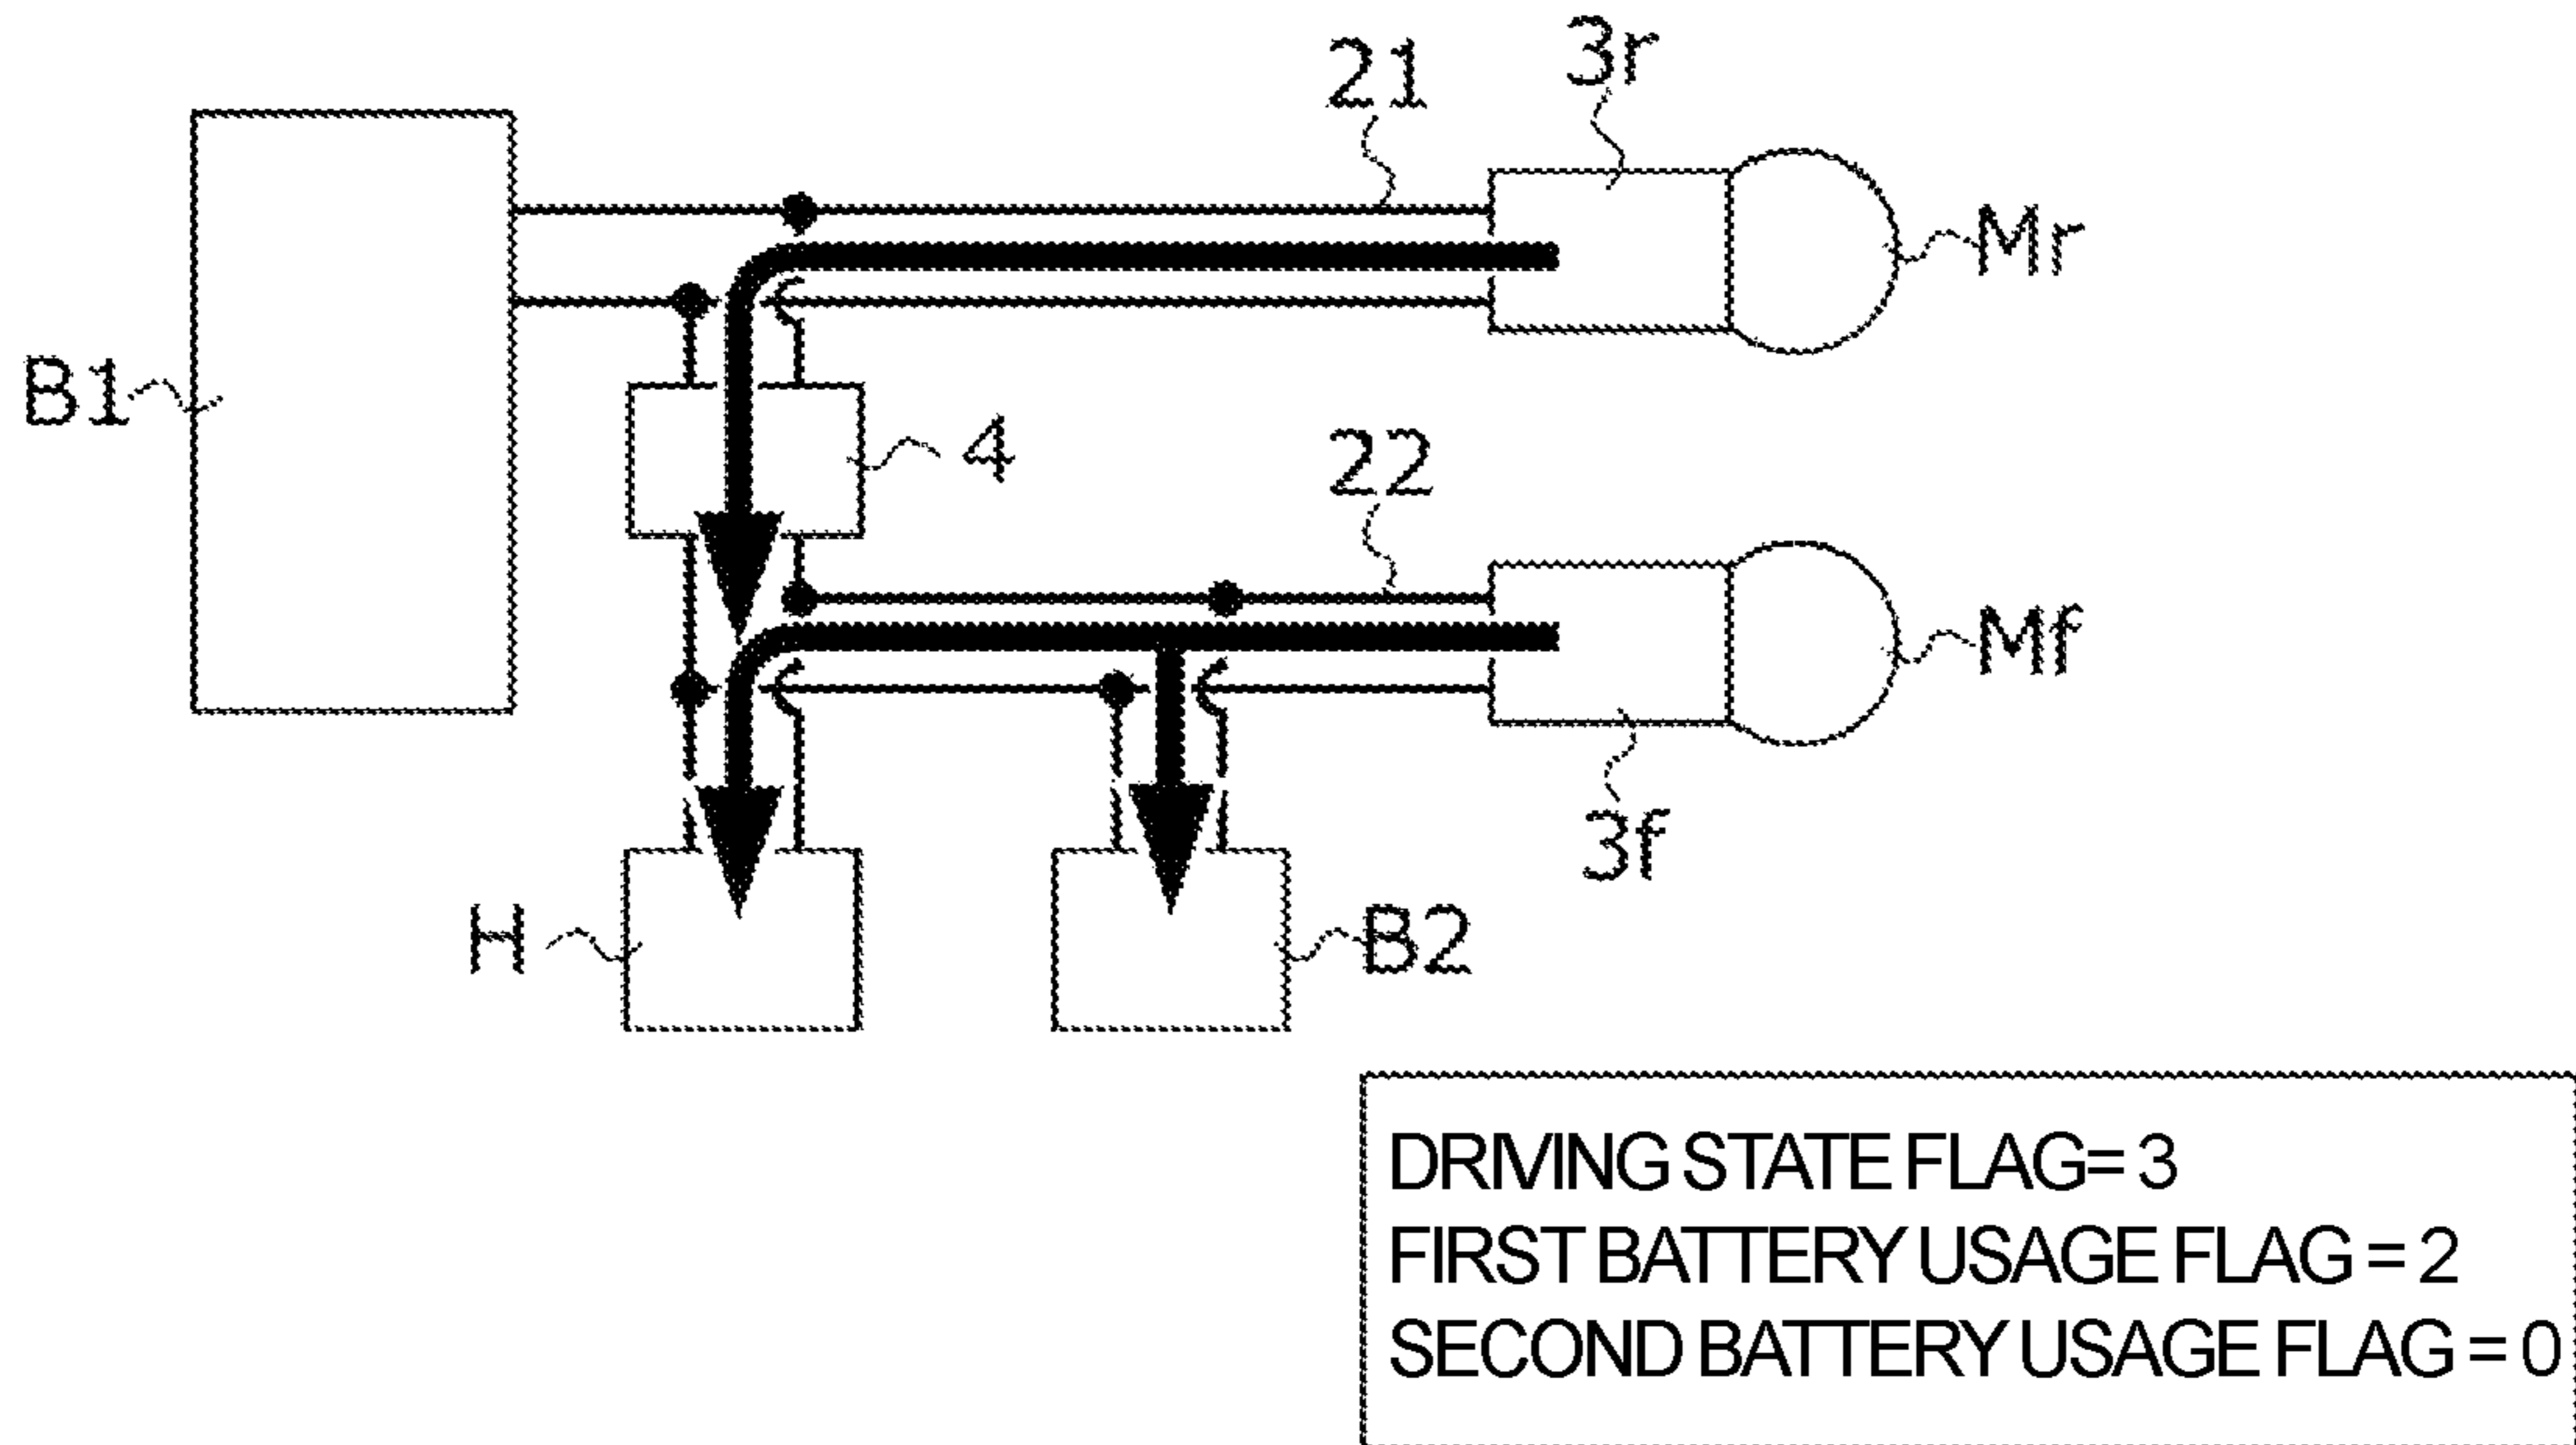 21
3r
Mr
B1
4
22
Mf
3f
H
B2
DRIVING STATE FLAG= 3
FIRST BATTERY USAGE FLAG = 2
SECOND BATTERY USAGE FLAG = 0